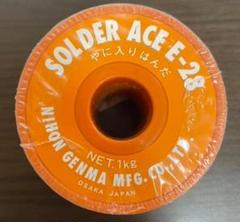 SOLDER ACE E-28
やに入りはんだ
NET.1kg
NIHON GENMA MFG.CO.,LTD.
OSAKA JAPAN